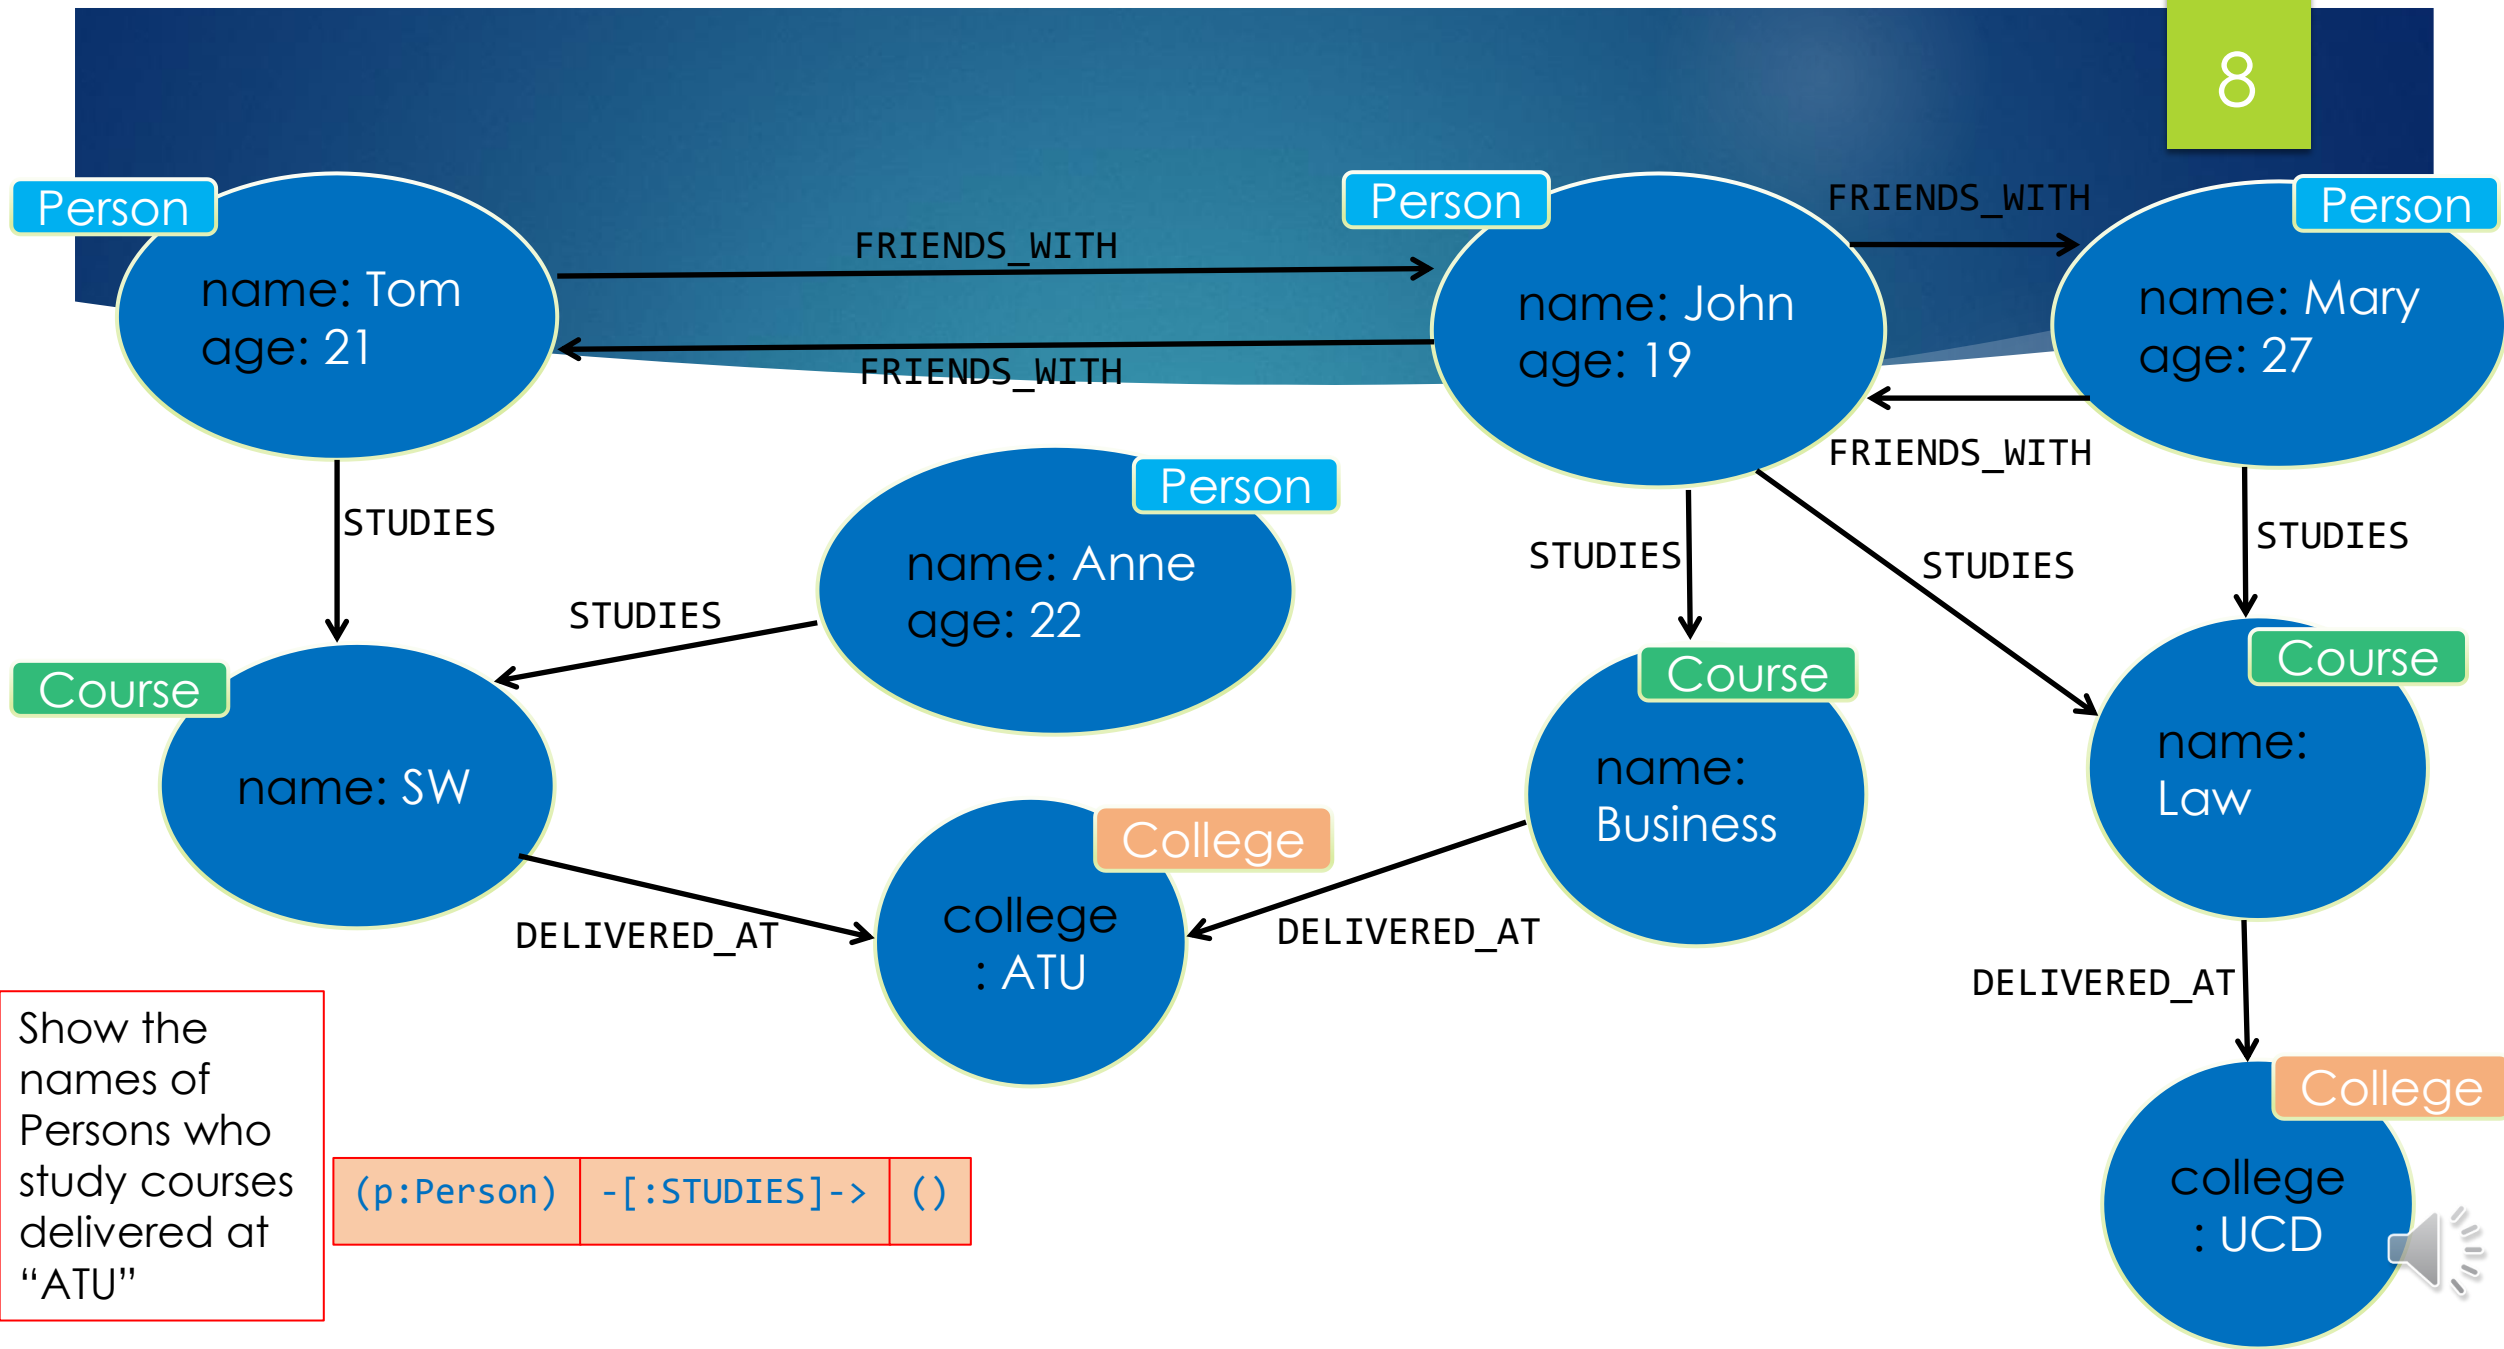 8
Person
Person
Person
FRIENDS_WITH
FRIENDS_WITH
name: Tom
age: 21
name: John
age: 19
name: Mary
age: 27
FRIENDS_WITH
FRIENDS_WITH
Person
STUDIES
name: Anne
age: 22
STUDIES
STUDIES
STUDIES
STUDIES
Course
Course
Course
name: SW
name:
Business
name:
Law
College
college
: ATU
DELIVERED_AT
DELIVERED_AT
DELIVERED_AT
College
college
: UCD
Show the
names of
Persons who
study courses
delivered at
“ATU”
(p:Person) -[:STUDIES]-> ()